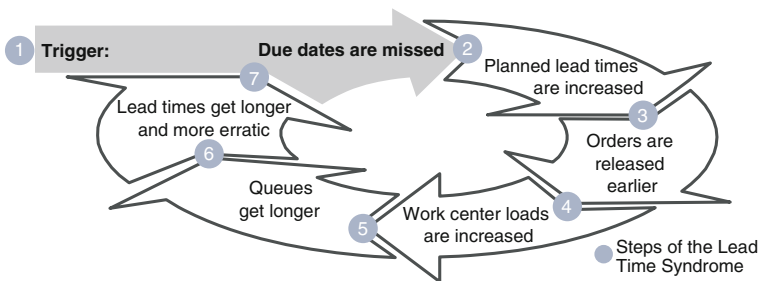 1 Trigger: Due dates are missed
2
Planned lead times
are increased
3
Orders are
released
earlier
4
Work center loads
are increased
5
Queues
get longer
6
Lead times get longer
and more erratic
7
Steps of the Lead
Time Syndrome